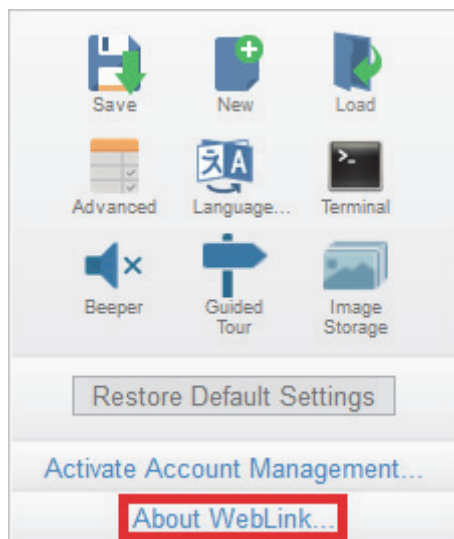 Save New Load
Advanced Language... Terminal
Beeper Guided Tour Image Storage
Restore Default Settings
Activate Account Management...
About WebLink...